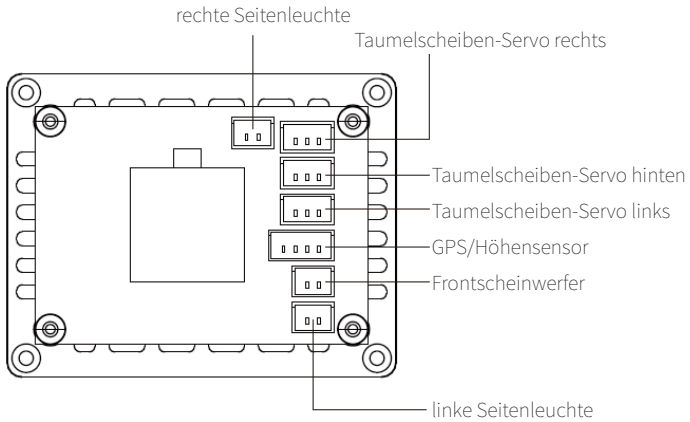 rechte Seitenleuchte
Taumelscheiben-Servo rechts
Taumelscheiben-Servo hinten
Taumelscheiben-Servo links
GPS/Höhensensor
Frontscheinwerfer
linke Seitenleuchte